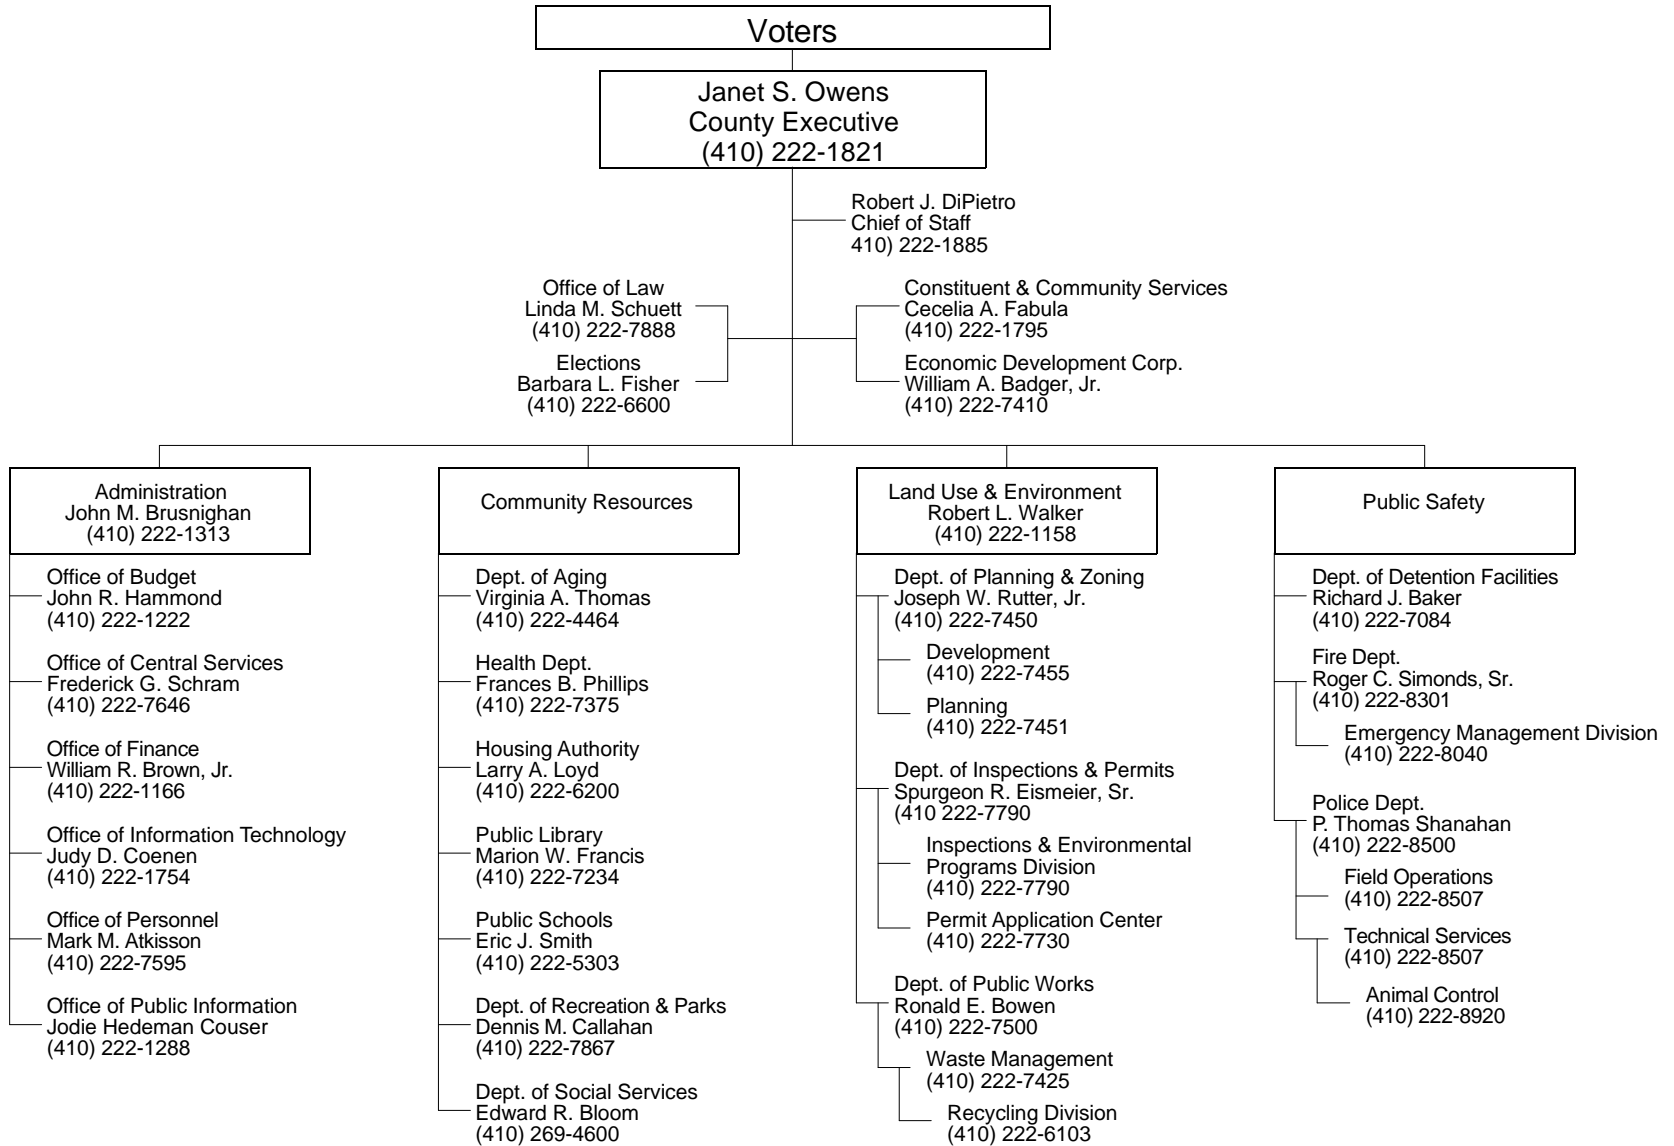 Voters
Janet S. Owens
County Executive
(410) 222-1821
Robert J. DiPietro
Chief of Staff
410) 222-1885
Office of Law
Linda M. Schuett
(410) 222-7888
Elections
Barbara L. Fisher
(410) 222-6600
Constituent & Community Services
Cecelia A. Fabula
(410) 222-1795
Economic Development Corp.
William A. Badger, Jr.
(410) 222-7410
Administration
John M. Brusnighan
(410) 222-1313
Office of Budget
John R. Hammond
(410) 222-1222
Office of Central Services
Frederick G. Schram
(410) 222-7646
Office of Finance
William R. Brown, Jr.
(410) 222-1166
Office of Information Technology
Judy D. Coenen
(410) 222-1754
Office of Personnel
Mark M. Atkisson
(410) 222-7595
Office of Public Information
Jodie Hedeman Couser
(410) 222-1288
Community Resources
Dept. of Aging
Virginia A. Thomas
(410) 222-4464
Health Dept.
Frances B. Phillips
(410) 222-7375
Housing Authority
Larry A. Loyd
(410) 222-6200
Public Library
Marion W. Francis
(410) 222-7234
Public Schools
Eric J. Smith
(410) 222-5303
Dept. of Recreation & Parks
Dennis M. Callahan
(410) 222-7867
Dept. of Social Services
Edward R. Bloom
(410) 269-4600
Land Use & Environment
Robert L. Walker
(410) 222-1158
Dept. of Planning & Zoning
Joseph W. Rutter, Jr.
(410) 222-7450
Development
(410) 222-7455
Planning
(410) 222-7451
Dept. of Inspections & Permits
Spurgeon R. Eismeier, Sr.
(410 222-7790
Inspections & Environmental
Programs Division
(410) 222-7790
Permit Application Center
(410) 222-7730
Dept. of Public Works
Ronald E. Bowen
(410) 222-7500
Waste Management
(410) 222-7425
Recycling Division
(410) 222-6103
Public Safety
Dept. of Detention Facilities
Richard J. Baker
(410) 222-7084
Fire Dept.
Roger C. Simonds, Sr.
(410) 222-8301
Emergency Management Division
(410) 222-8040
Police Dept.
P. Thomas Shanahan
(410) 222-8500
Field Operations
(410) 222-8507
Technical Services
(410) 222-8507
Animal Control
(410) 222-8920